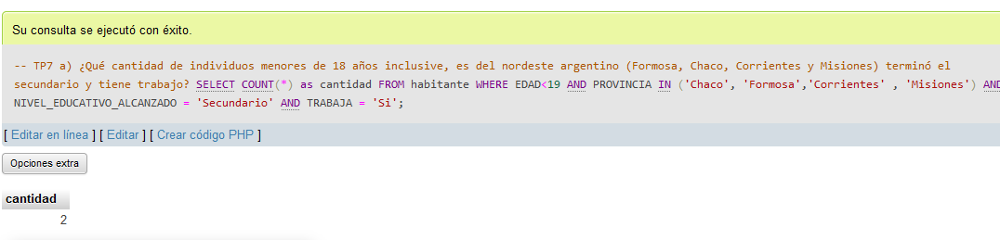 Su consulta se ejecutó con éxito.
-- TP7 a) ¿Qué cantidad de individuos menores de 18 años inclusive, es del nordeste argentino (Formosa, Chaco, Corrientes y Misiones) terminó el
secundario y tiene trabajo? SELECT COUNT(*) as cantidad FROM habitante WHERE EDAD<19 AND PROVINCIA IN ('Chaco', 'Formosa','Corrientes' , 'Misiones') AND
NIVEL_EDUCATIVO_ALCANZADO = 'Secundario' AND TRABAJA = 'Si';
[ Editar en línea ] [ Editar ] [ Crear código PHP ]
Opciones extra
cantidad
2